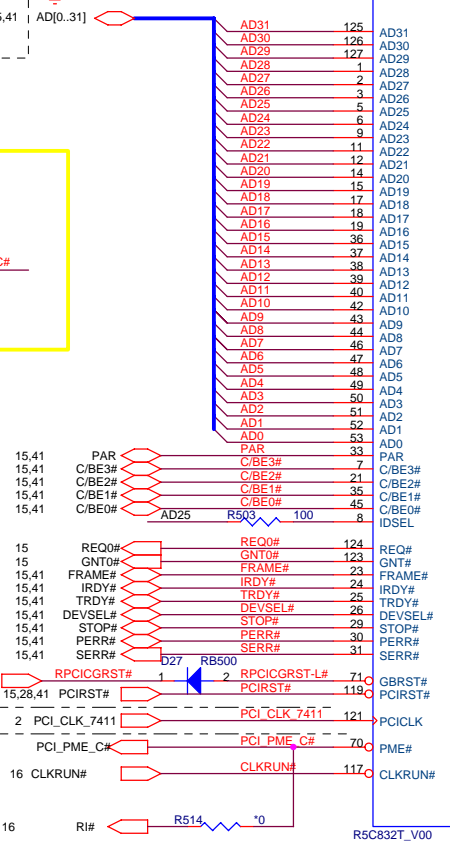 5,41 AD[0..31] AD31 125 AD31
AD30 126 AD30
AD29 127 AD29
AD28 1 AD28
AD27 2 AD27
AD26 3 AD26
AD25 5 AD25
AD24 6 AD24
AD23 9 AD23
AD22 11 AD22
AD21 12 AD21
AD20 14 AD20
AD19 15 AD19
AD18 17 AD18
AD17 18 AD17
AD16 19 AD16
AD15 36 AD15
AD14 37 AD14
C# AD13 38 AD13
AD12 39 AD12
AD11 40 AD11
AD10 42 AD10
AD9 43 AD9
AD8 44 AD8
AD7 46 AD7
AD6 47 AD6
AD5 48 AD5
AD4 49 AD4
AD3 50 AD3
AD2 51 AD2
AD1 52 AD1
AD0 53 AD0
15,41 PAR PAR 33 PAR
15,41 C/BE3# C/BE3# 7 C/BE3#
15,41 C/BE2# C/BE2# 21 C/BE2#
15,41 C/BE1# C/BE1# 35 C/BE1#
15,41 C/BE0# C/BE0# 45 C/BE0#
AD25 R503 100 8 IDSEL
15 REQ0# REQ0# 124 REQ#
15 GNT0# GNT0# 123 GNT#
15,41 FRAME# FRAME# 23 FRAME#
15,41 IRDY# IRDY# 24 IRDY#
15,41 TRDY# TRDY# 25 TRDY#
15,41 DEVSEL# DEVSEL# 26 DEVSEL#
15,41 STOP# STOP# 29 STOP#
15,41 PERR# PERR# 30 PERR#
15,41 SERR# SERR# 31 SERR#
D27 RB500
RPCICGRST# 1 2 RPCICGRST-L# 71 GBRST#
15,28,41 PCIRST# PCIRST# 119 PCIRST#
2 PCI_CLK_7411 PCI_CLK_7411 121 PCICLK
PCI_PME_C# PCI_PME_C# 70 PME#
16 CLKRUN# CLKRUN# 117 CLKRUN#
16 RI# R514 *0
R5C832T_V00